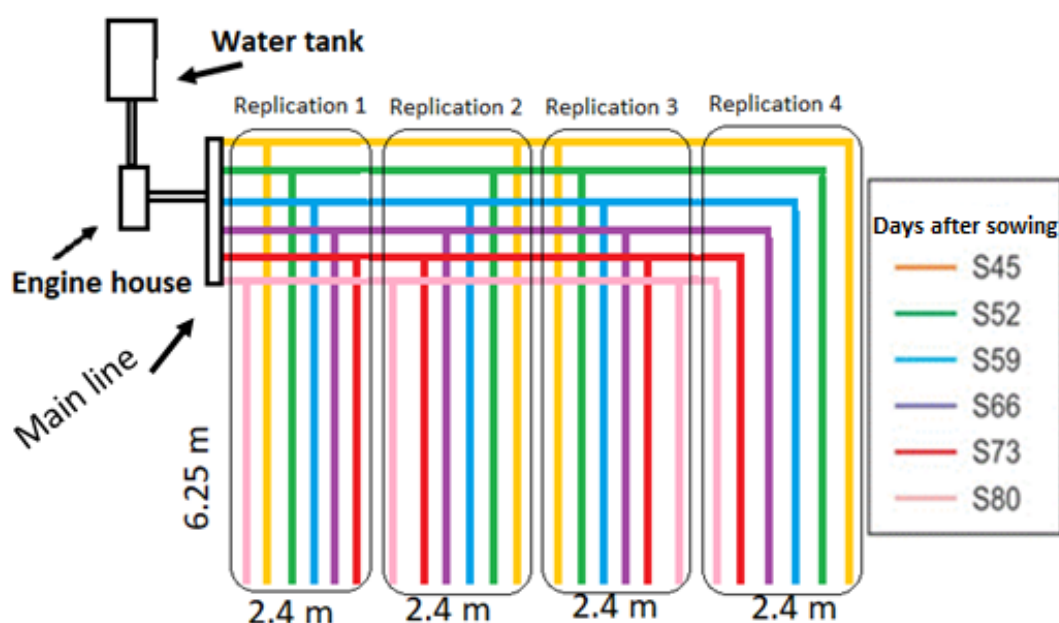 Water tank
Replication 1
Replication 2
Replication 3
Replication 4
Engine house
Main line
6.25 m
2.4 m
2.4 m
2.4 m
2.4 m
Days after sowing
S45
S52
S59
S66
S73
S80